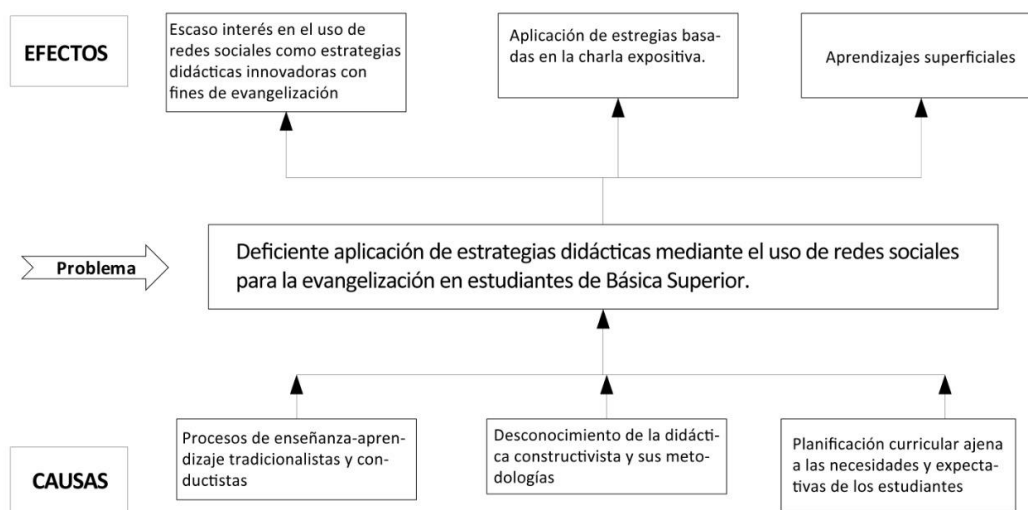 EFECTOS
Escaso interés en el uso de
redes sociales como estrategias
didácticas innovadoras con
fines de evangelización
Aplicación de estregias basa-
das en la charla expositiva.
Aprendizajes superficiales
Problema
Deficiente aplicación de estrategias didácticas mediante el uso de redes sociales
para la evangelización en estudiantes de Básica Superior.
CAUSAS
Procesos de enseñanza-apren-
dizaje tradicionalistas y con-
ductistas
Desconocimiento de la didáct-
ica constructivista y sus meto-
dologías
Planificación curricular ajena
a las necesidades y expecta-
tivas de los estudiantes